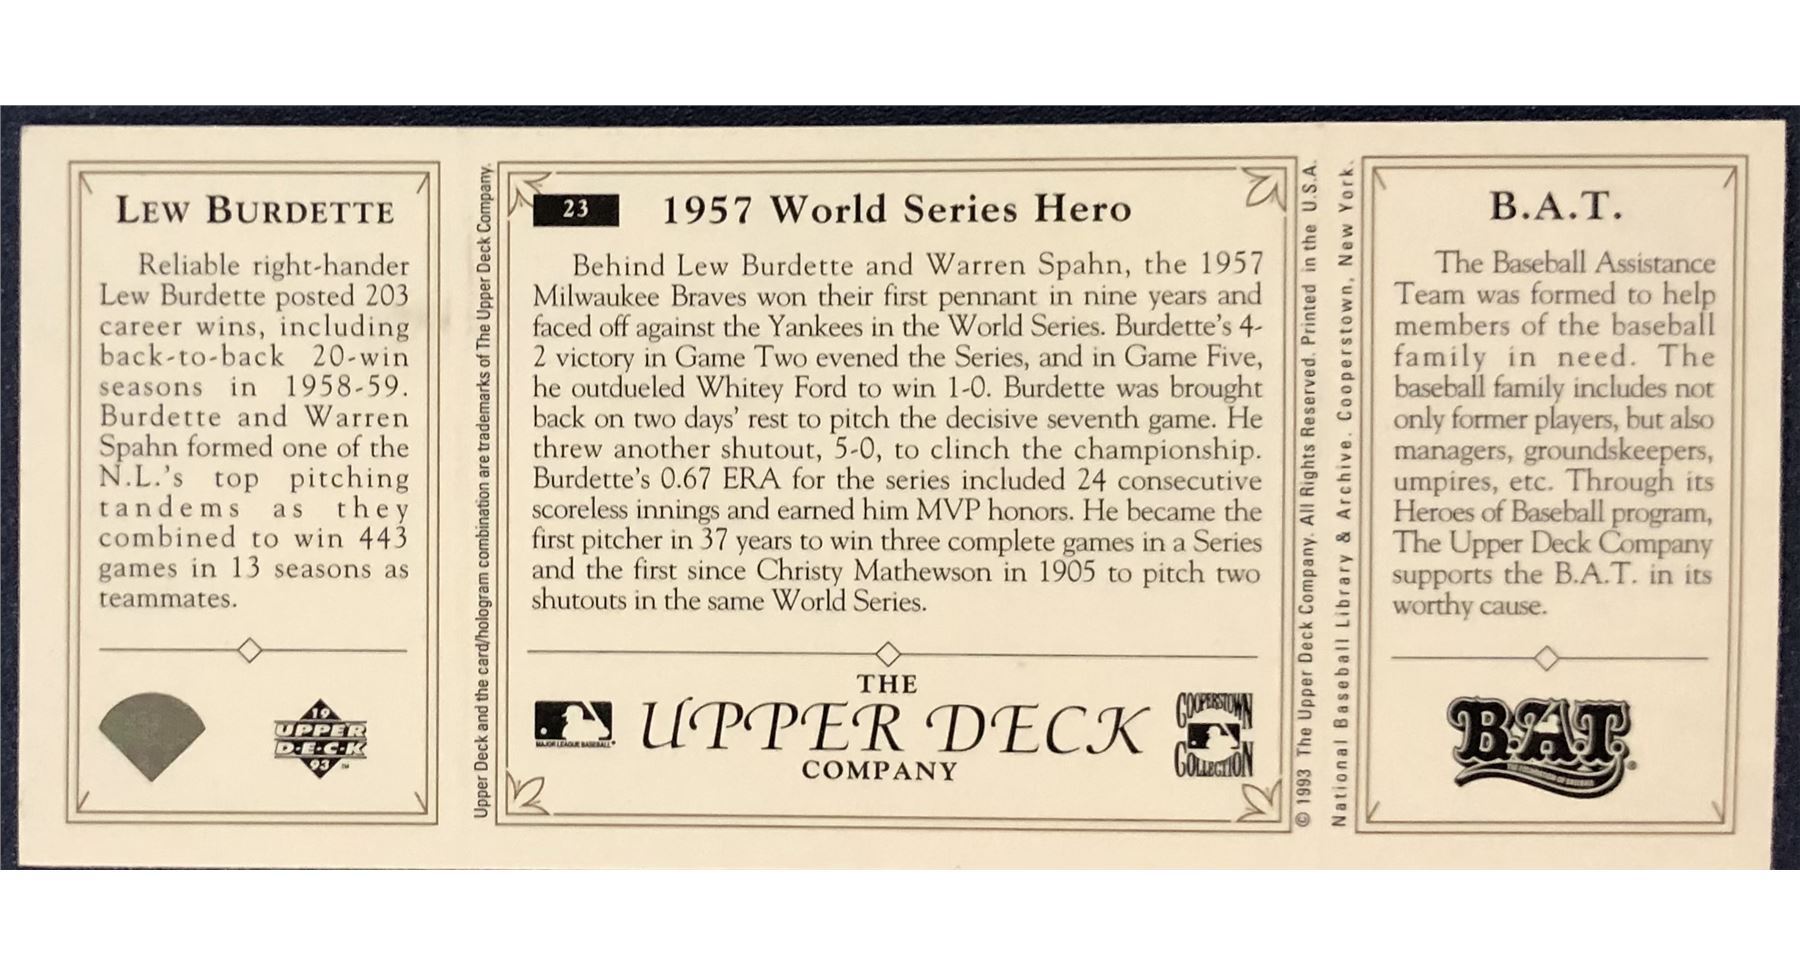 LEW BURDETTE
Reliable right-hander
Lew Burdette posted 203
career wins, including
back-to-back 20-win
seasons in 1958-59.
Burdette and Warren
Spahn formed one of the
N.L.'s top pitching
tandems as they
combined to win 443
games in 13 seasons as
teammates.
19
UPPER
D·E·C·K
93 ™
Upper Deck and the card/hologram combination are trademarks of The Upper Deck Company.
23 1957 World Series Hero
Behind Lew Burdette and Warren Spahn, the 1957
Milwaukee Braves won their first pennant in nine years and
faced off against the Yankees in the World Series. Burdette's 4-
2 victory in Game Two evened the Series, and in Game Five,
he outdueled Whitey Ford to win 1-0. Burdette was brought
back on two days' rest to pitch the decisive seventh game. He
threw another shutout, 5-0, to clinch the championship.
Burdette's 0.67 ERA for the series included 24 consecutive
scoreless innings and earned him MVP honors. He became the
first pitcher in 37 years to win three complete games in a Series
and the first since Christy Mathewson in 1905 to pitch two
shutouts in the same World Series.
MAJOR LEAGUE BASEBALL
THE
UPPER DECK
COMPANY
COOPERSTOWN
COLLECTION
© 1993 The Upper Deck Company. All Rights Reserved. Printed in the U.S.A.
National Baseball Library & Archive, Cooperstown, New York.
B.A.T.
The Baseball Assistance
Team was formed to help
members of the baseball
family in need. The
baseball family includes not
only former players, but also
managers, groundskeepers,
umpires, etc. Through its
Heroes of Baseball program,
The Upper Deck Company
supports the B.A.T. in its
worthy cause.
B.A.T.